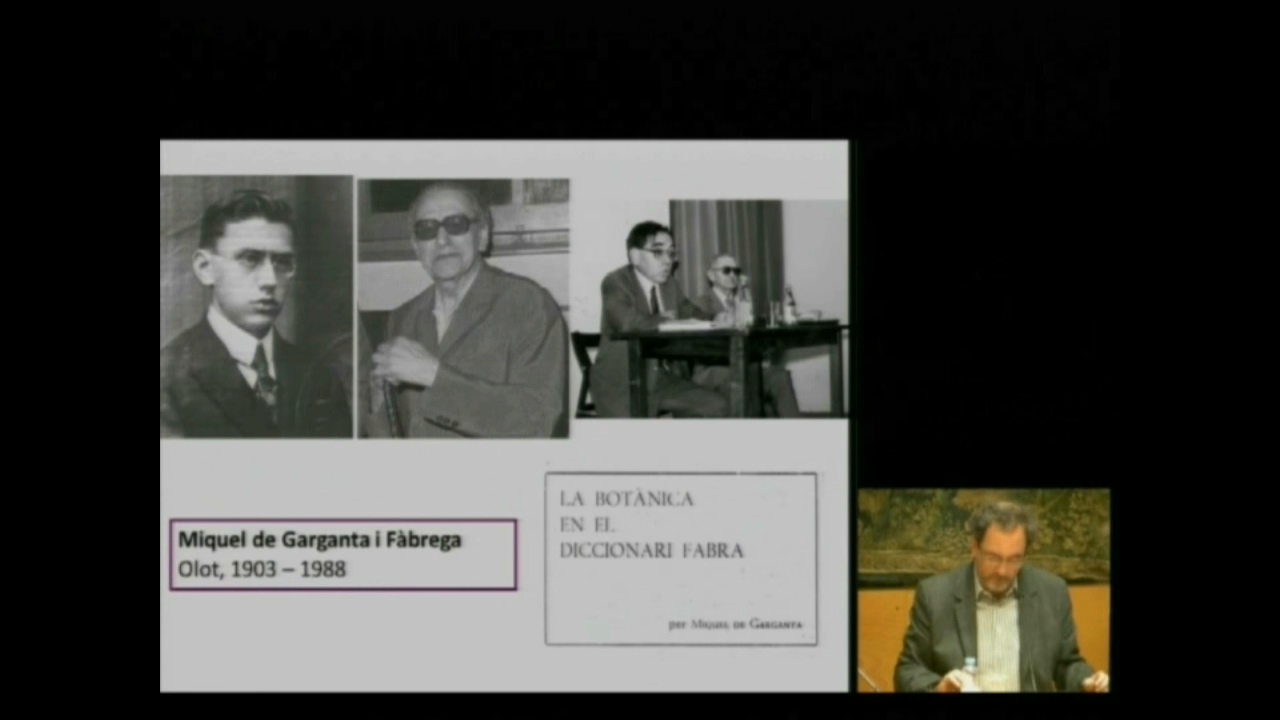 Miquel de Garganta i Fàbrega
Olot, 1903 – 1988
LA BOTÀNICA
EN EL
DICCIONARI FABRA
per Miquel de Garganta